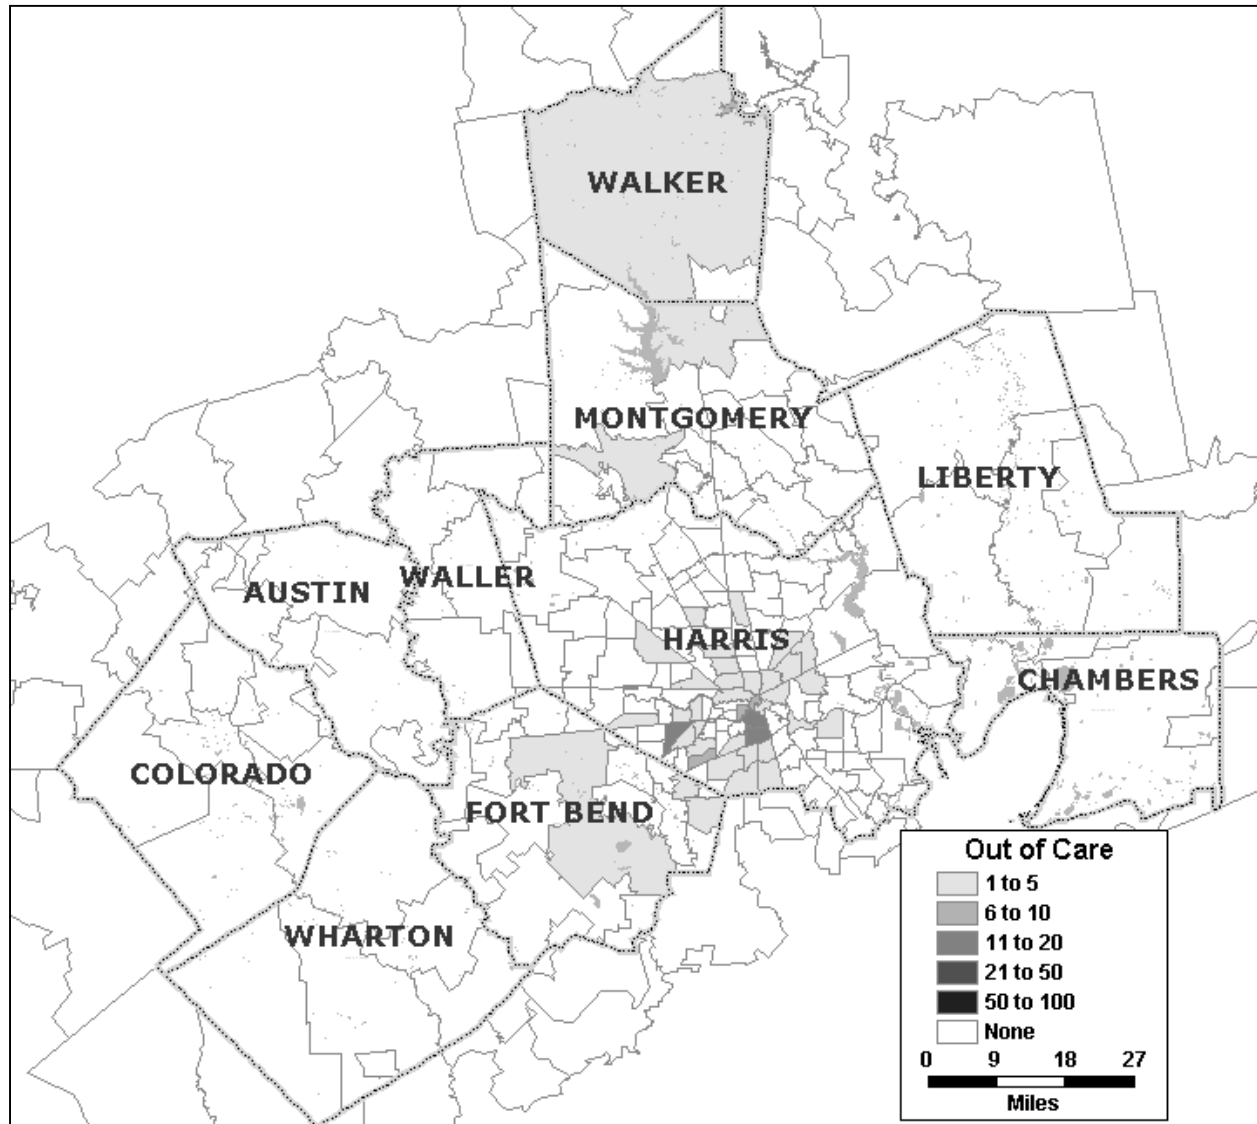 WALKER
MONTGOMERY
LIBERTY
WALLER
AUSTIN
HARRIS
CHAMBERS
COLORADO
FORT BEND
WHARTON
Out of Care
1 to 5
6 to 10
11 to 20
21 to 50
50 to 100
None
0 9 18 27
Miles